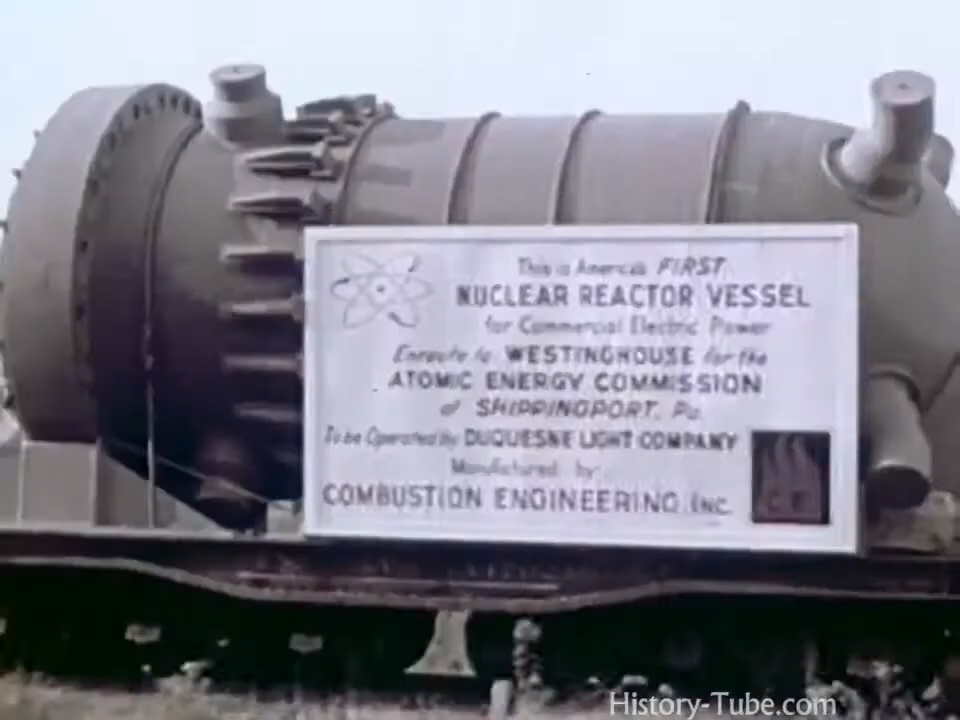 This is America's FIRST
NUCLEAR REACTOR VESSEL
for Commercial Electric Power
Enroute to WESTINGHOUSE for the
ATOMIC ENERGY COMMISSION
at SHIPPINGPORT, Pa.
To be Operated by DUQUESNE LIGHT COMPANY
Manufactured by
COMBUSTION ENGINEERING, INC.
C E
History-Tube.com